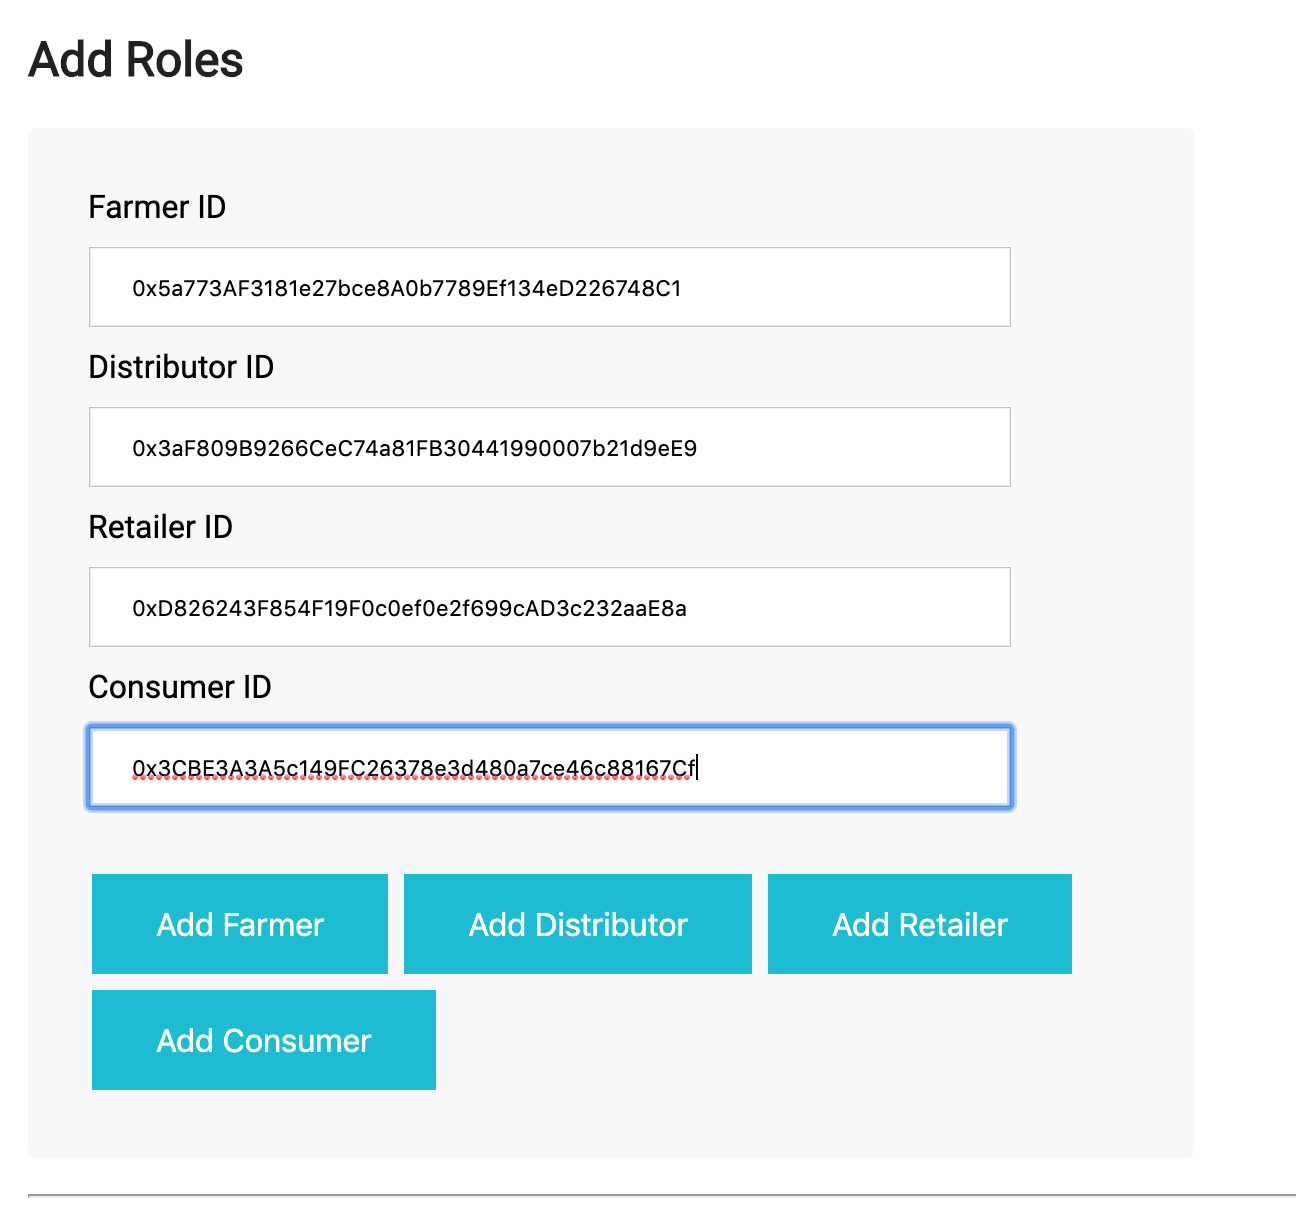 Add Roles
Farmer ID
0x5a773AF3181e27bce8A0b7789Ef134eD226748C1
Distributor ID
0x3aF809B9266CeC74a81FB30441990007b21d9eE9
Retailer ID
0xD826243F854F19F0c0ef0e2f699cAD3c232aaE8a
Consumer ID
0x3CBE3A3A5c149FC26378e3d480a7ce46c88167Cf
Add Farmer Add Distributor Add Retailer
Add Consumer